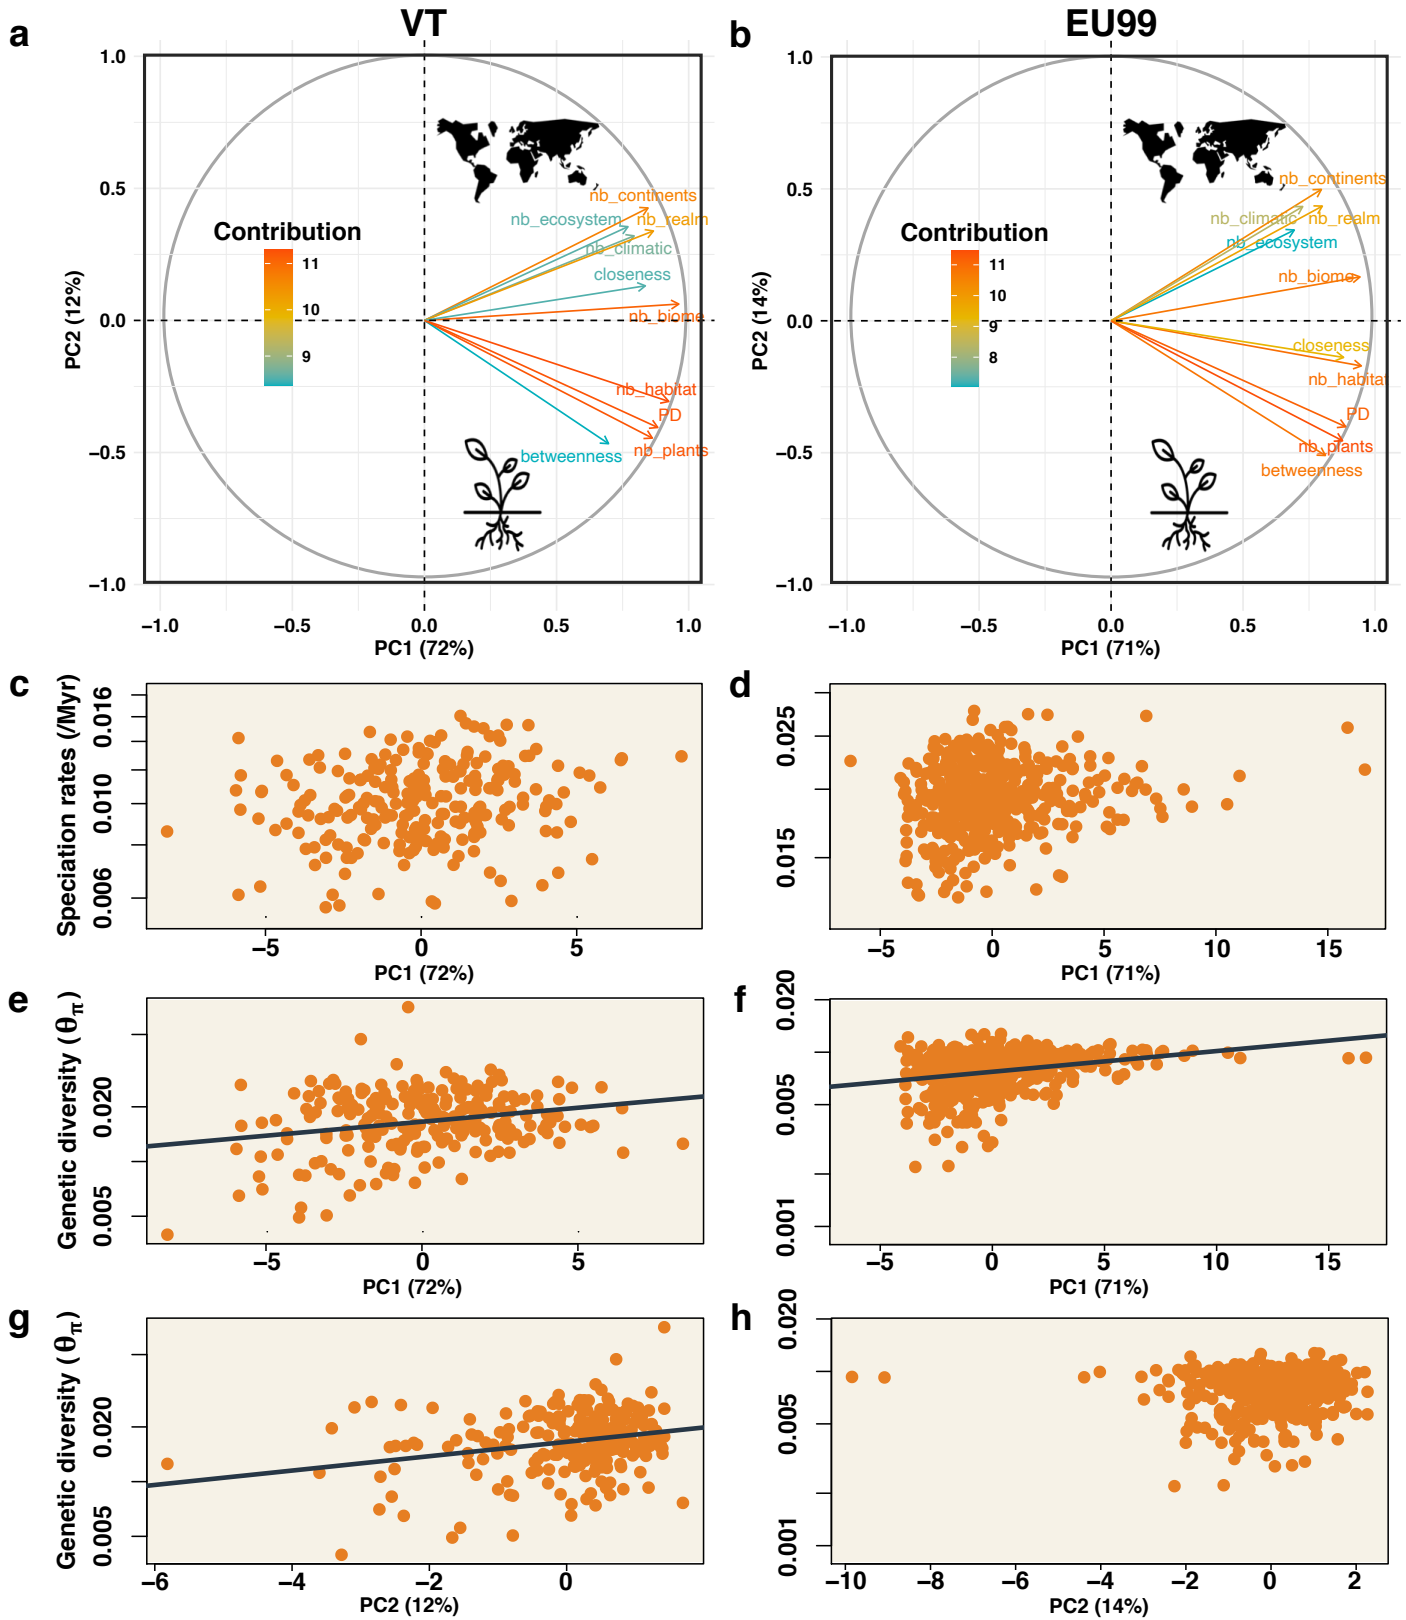 a
VT
1.0
0.5
0.0
−0.5
−1.0
PC2 (12%)
Contribution
11
10
9
nb_continents
nb_ecosystem
nb_realm
nb_climatic
closeness
nb_biome
nb_habitat
PD
nb_plants
betweenness
−1.0
−0.5
0.0
0.5
1.0
PC1 (72%)
b
EU99
1.0
0.5
0.0
−0.5
−1.0
PC2 (14%)
Contribution
11
10
9
8
nb_continents
nb_climatic
nb_realm
nb_ecosystem
nb_biome
closeness
nb_habitat
PD
nb_plants
betweenness
−1.0
−0.5
0.0
0.5
1.0
PC1 (71%)
c
Speciation rates (/Myr)
0.016
0.010
0.006
−5
0
5
PC1 (72%)
d
0.025
0.015
−5
0
5
10
15
PC1 (71%)
e
Genetic diversity (θπ)
0.020
0.005
−5
0
5
PC1 (72%)
f
0.020
0.005
0.001
−5
0
5
10
15
PC1 (71%)
g
Genetic diversity (θπ)
0.020
0.005
−6
−4
−2
0
PC2 (12%)
h
0.020
0.005
0.001
−10
−8
−6
−4
−2
0
2
PC2 (14%)